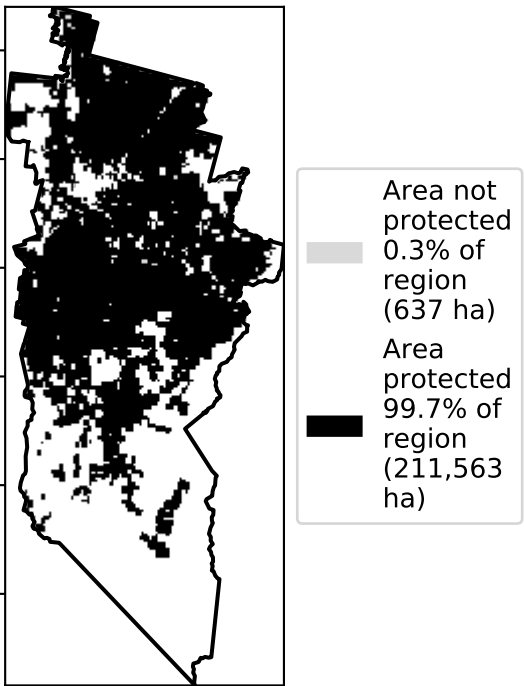 Area not
protected
0.3% of
region
(637 ha)
Area
protected
99.7% of
region
(211,563
ha)